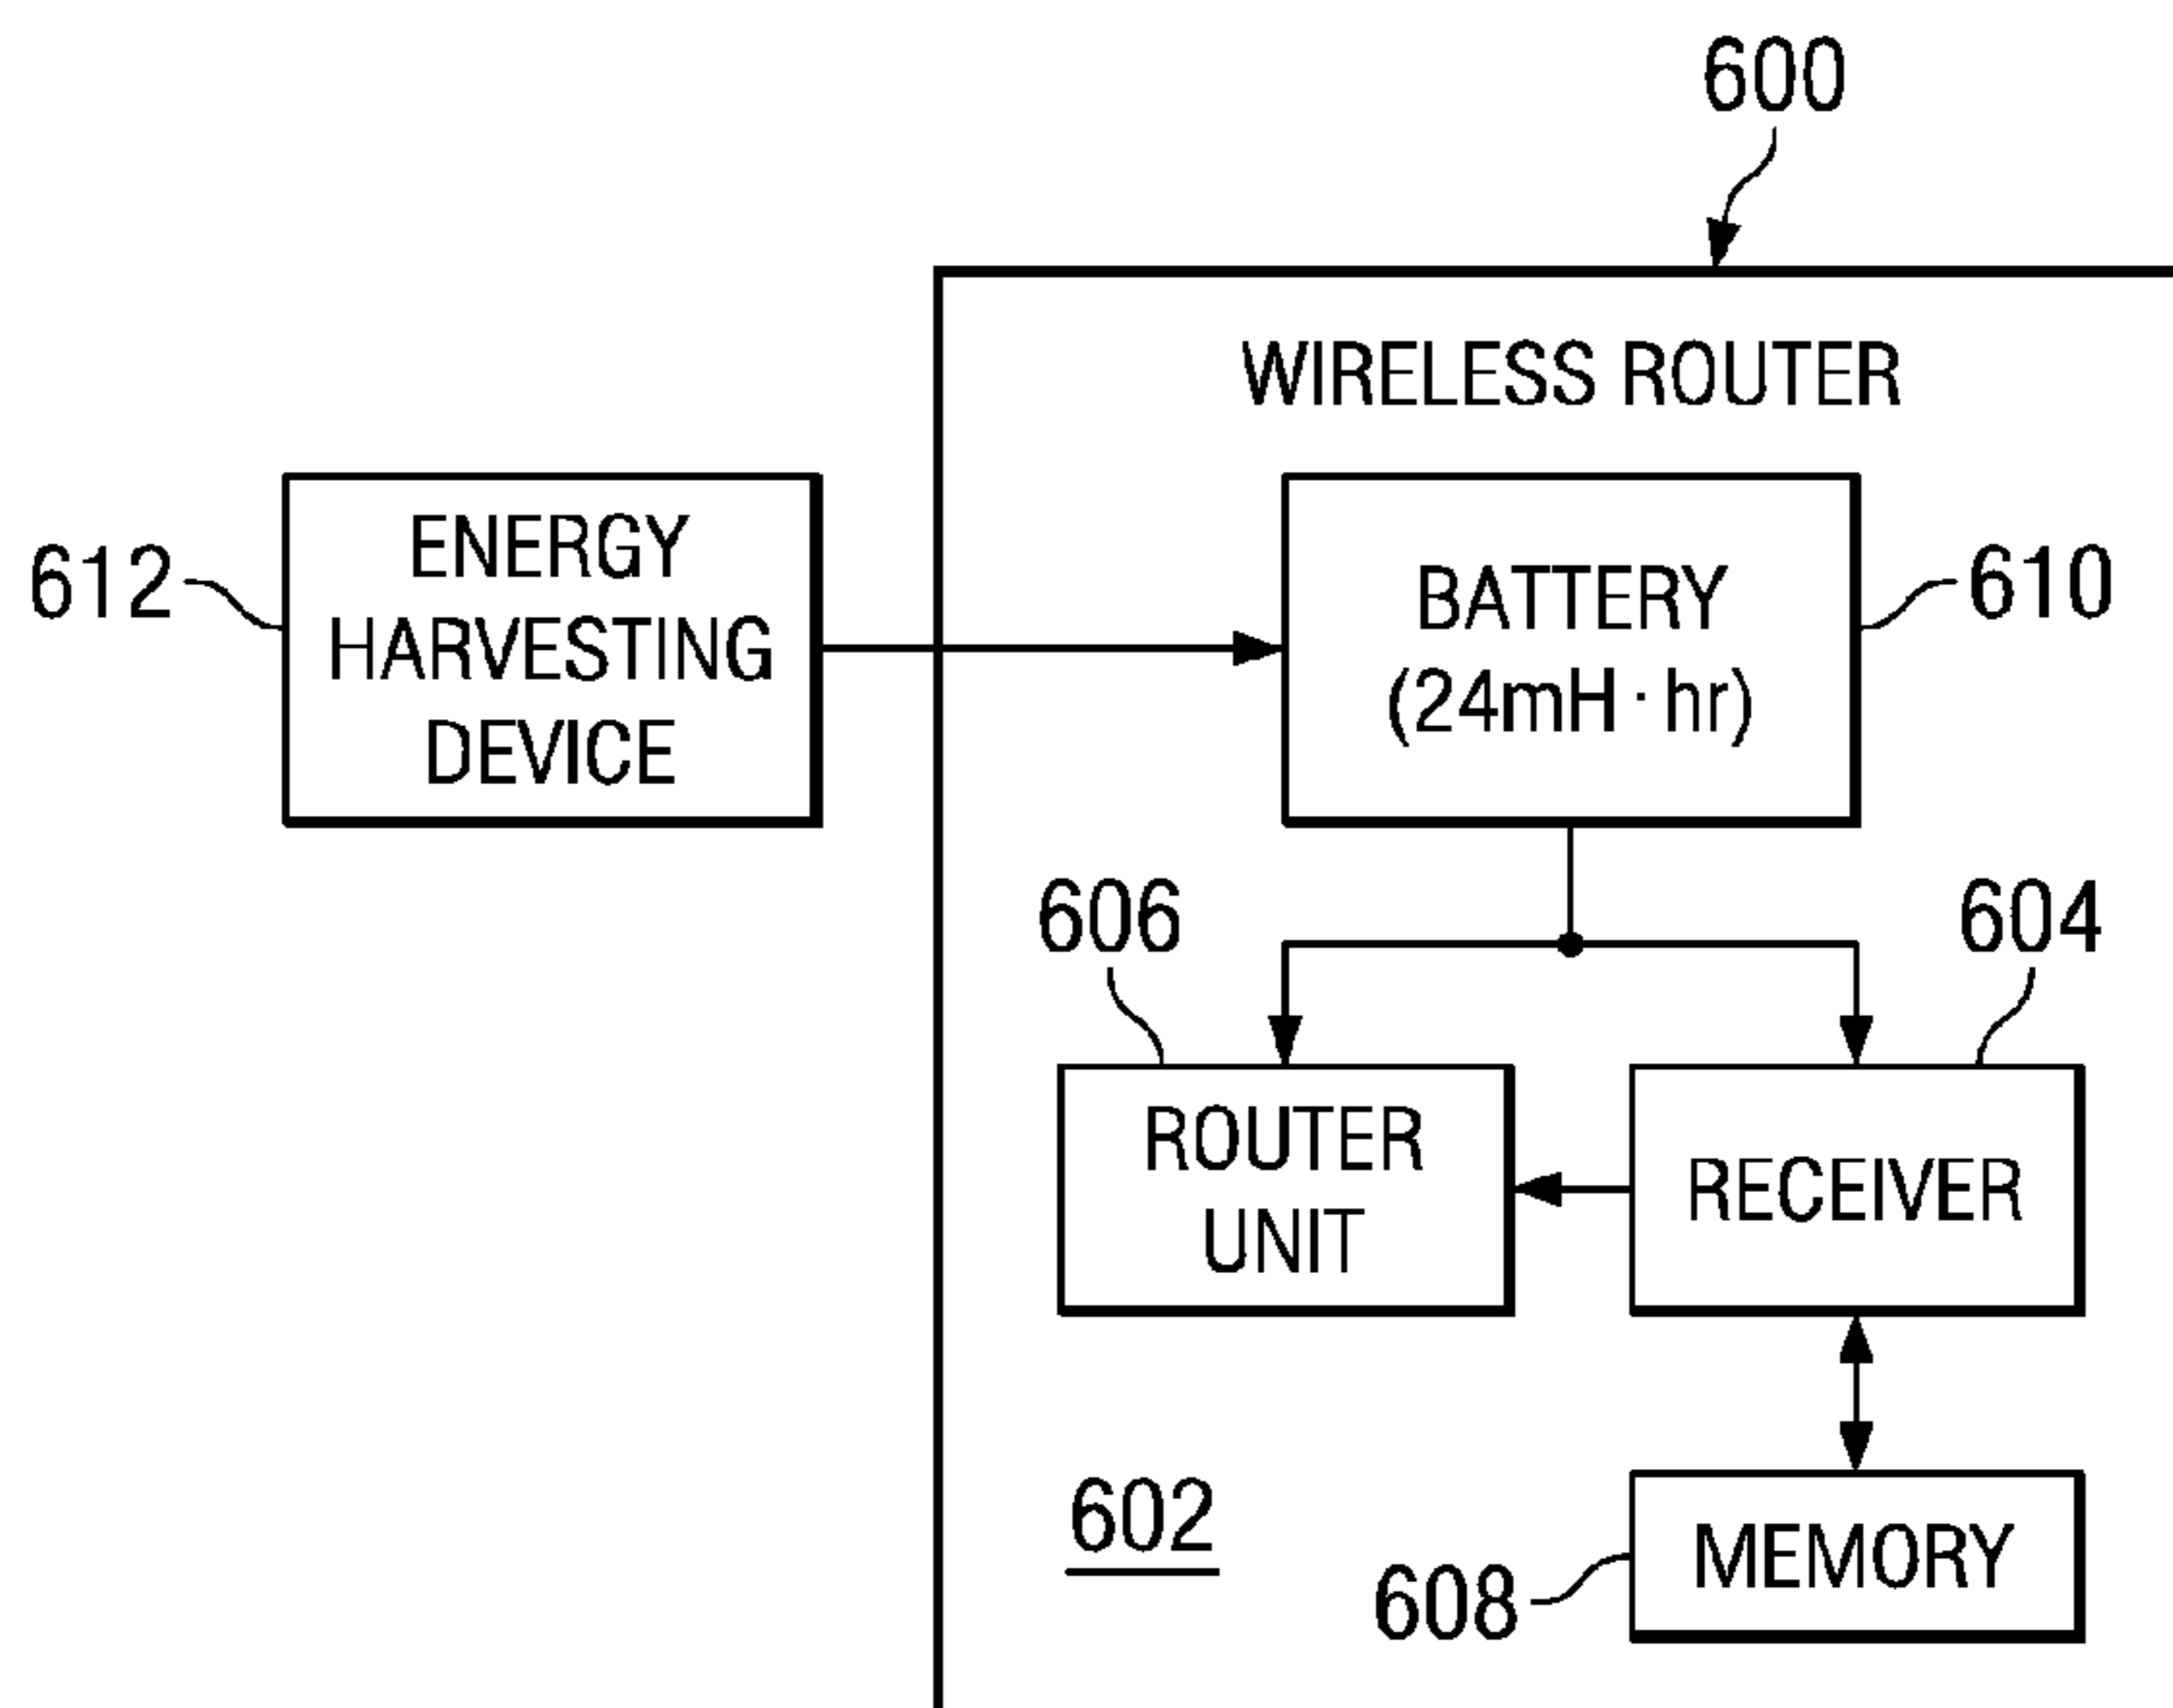 600
WIRELESS ROUTER
ENERGY
HARVESTING
DEVICE
612
BATTERY
(24mH·hr)
610
606
604
ROUTER
UNIT
RECEIVER
602
608
MEMORY